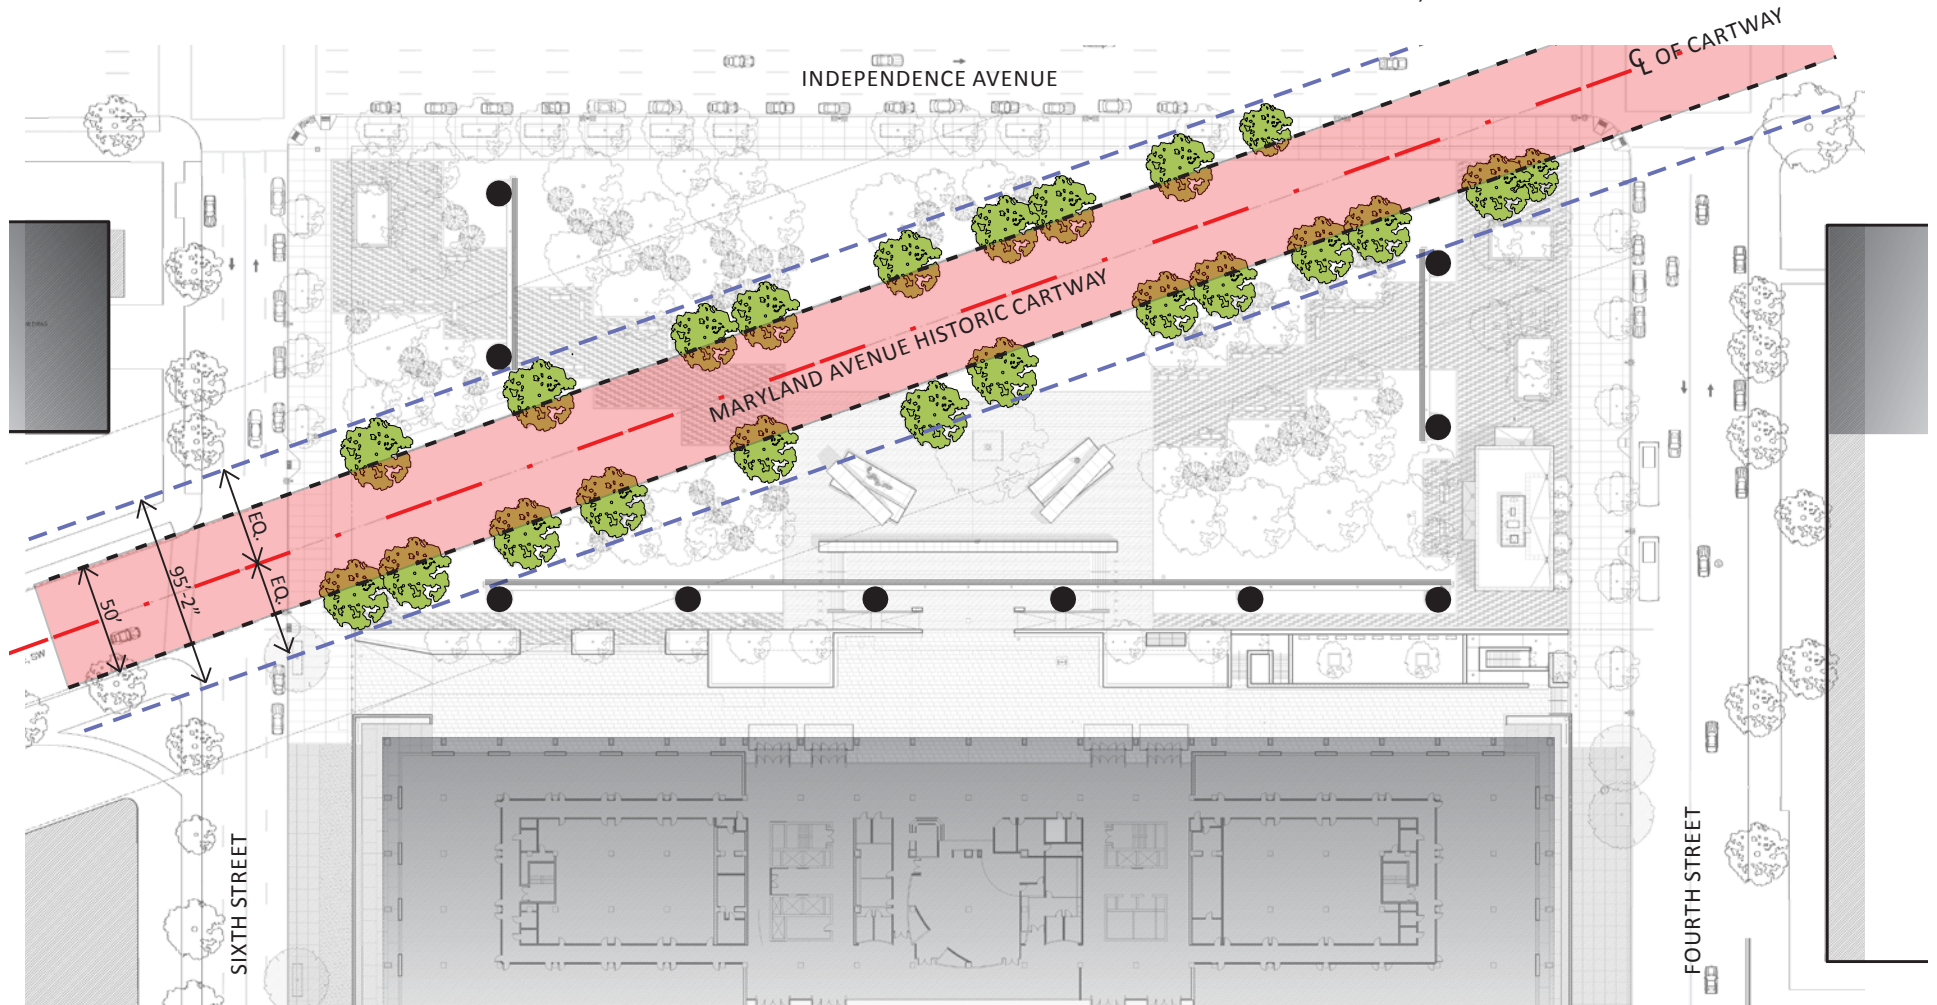 ℄ OF CARTWAY
INDEPENDENCE AVENUE
MARYLAND AVENUE HISTORIC CARTWAY
EQ.
EQ.
95'-2"
50'
SIXTH STREET
FOURTH STREET